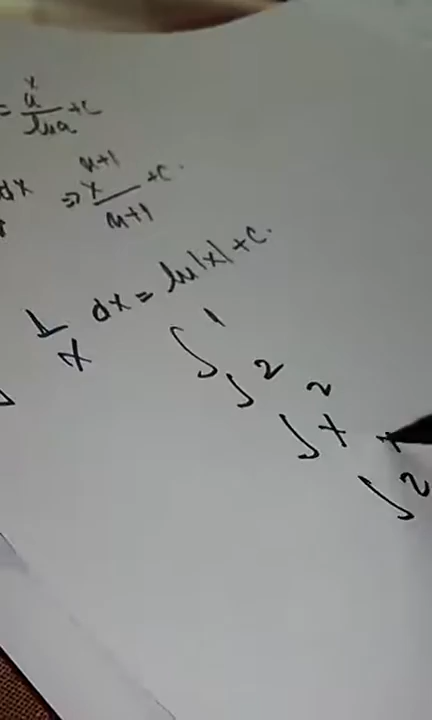 = a^x / ln a + c
dx ⇒ x^(n+1) / (n+1) + c.
1/x dx = ln|x| + c.
∫ 1
∫ 2
∫ x^2
∫ 2